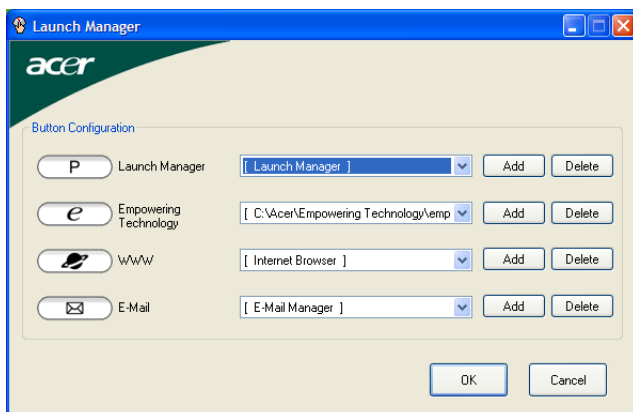 Launch Manager
acer
Button Configuration
P Launch Manager [ Launch Manager ] Add Delete
e Empowering Technology [ C:\Acer\Empowering Technology\emp Add Delete
WWW [ Internet Browser ] Add Delete
E-Mail [ E-Mail Manager ] Add Delete
OK Cancel